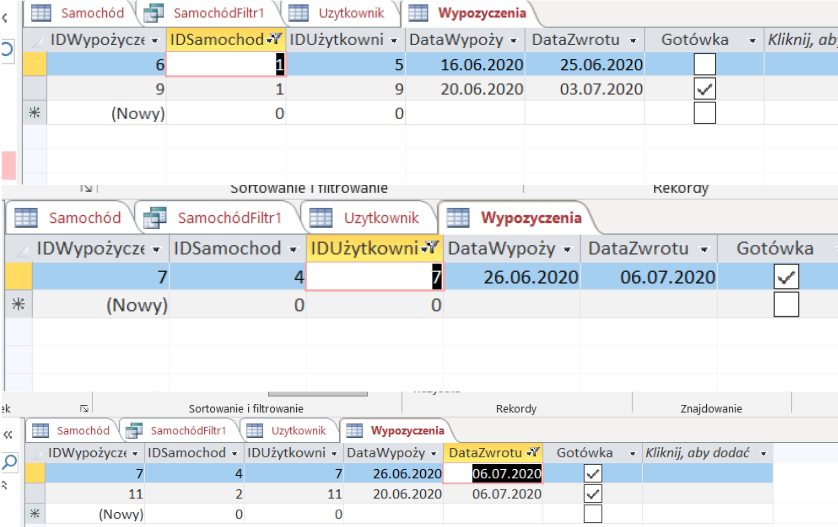 Samochód SamochódFiltr1 Uzytkownik Wypozyczenia
IDWypożycze IDSamochod IDUżytkowni DataWypoży DataZwrotu Gotówka Kliknij, aby
6 1 5 16.06.2020 25.06.2020
9 1 9 20.06.2020 03.07.2020
(Nowy) 0 0
Sortowanie i filtrowanie Rekordy
Samochód SamochódFiltr1 Uzytkownik Wypozyczenia
IDWypożycze IDSamochod IDUżytkowni DataWypoży DataZwrotu Gotówka
7 4 7 26.06.2020 06.07.2020
(Nowy) 0 0
ek Sortowanie i filtrowanie Rekordy Znajdowanie
Samochód SamochódFiltr1 Uzytkownik Wypozyczenia
IDWypożycze IDSamochod IDUżytkowni DataWypoży DataZwrotu Gotówka Kliknij, aby dodać
7 4 7 26.06.2020 06.07.2020
11 2 11 20.06.2020 06.07.2020
(Nowy) 0 0